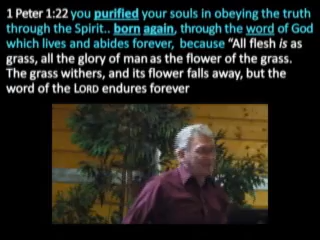 1 Peter 1:22 you purified your souls in obeying the truth
through the Spirit.. born again, through the word of God
which lives and abides forever,  because “All flesh is as
grass, all the glory of man as the flower of the grass.
The grass withers, and its flower falls away, but the
word of the LORD endures forever